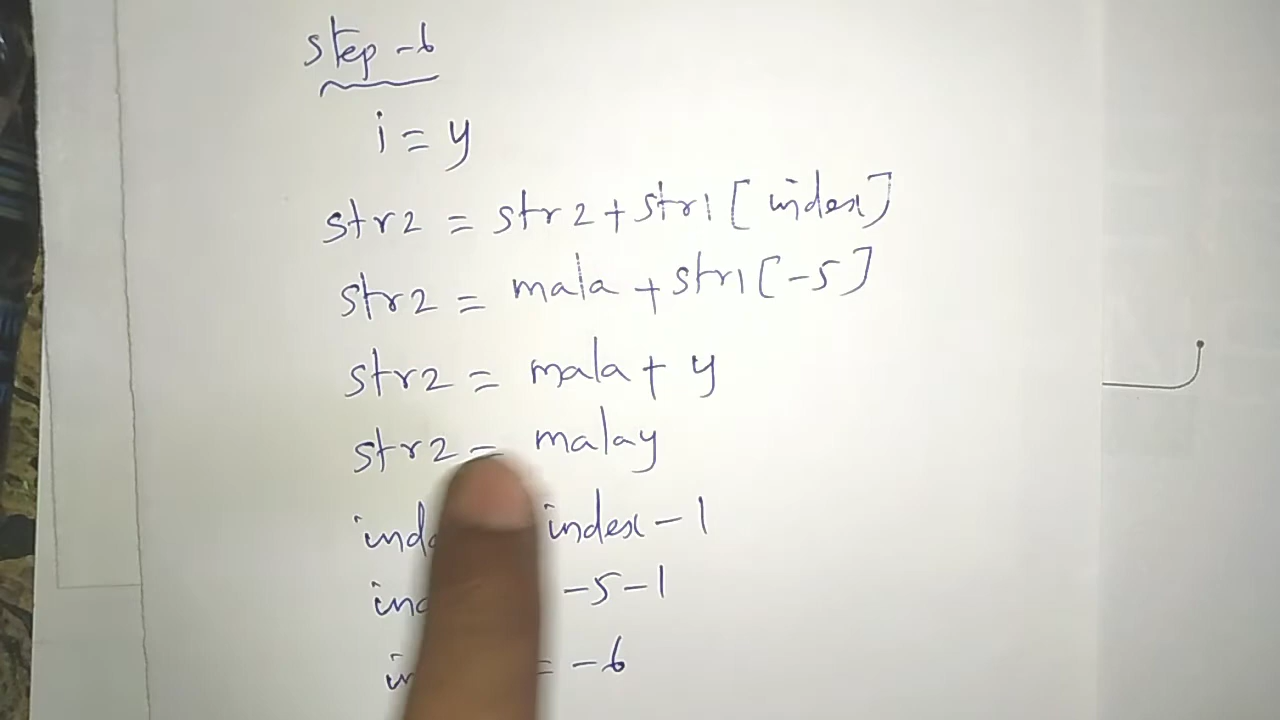 step -6
i = y
str2 = str2 + str1 [ index ]
str2 = mala + str1 [ -5 ]
str2 = mala + y
str2 = malay
index - 1
-5 - 1
= -6